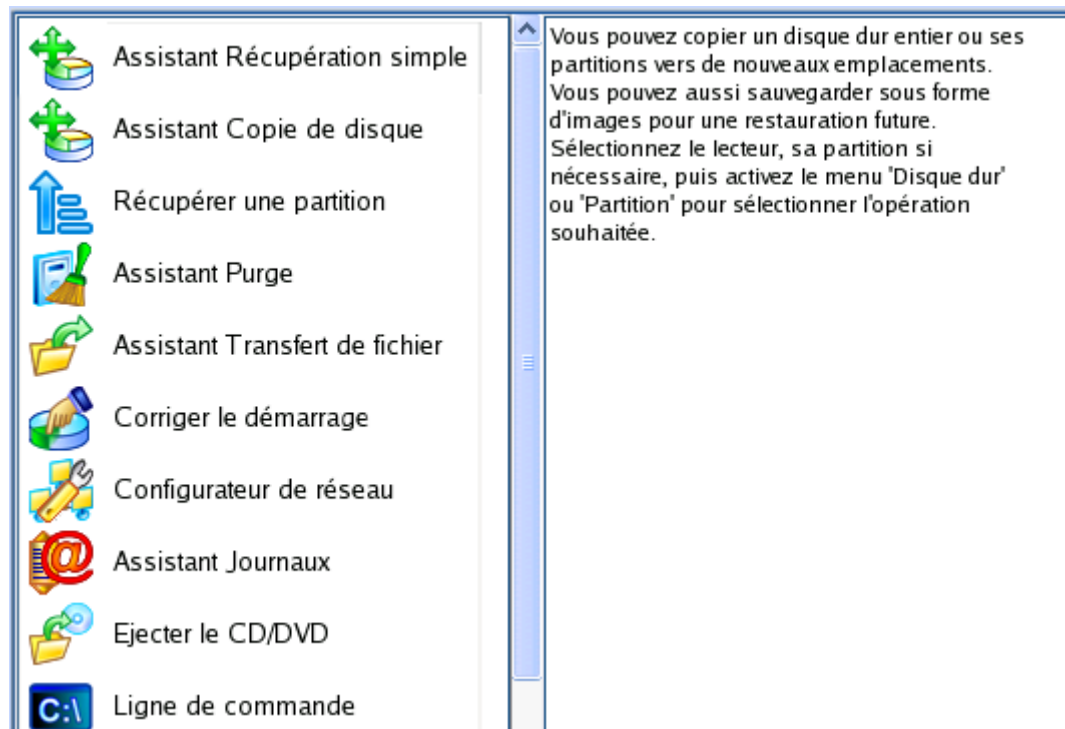 Assistant Récupération simple
Assistant Copie de disque
Récupérer une partition
Assistant Purge
Assistant Transfert de fichier
Corriger le démarrage
Configurateur de réseau
@
Assistant Journaux
Ejecter le CD/DVD
C:\
Ligne de commande
Vous pouvez copier un disque dur entier ou ses
partitions vers de nouveaux emplacements.
Vous pouvez aussi sauvegarder sous forme
d'images pour une restauration future.
Sélectionnez le lecteur, sa partition si
nécessaire, puis activez le menu 'Disque dur'
ou 'Partition' pour sélectionner l'opération
souhaitée.